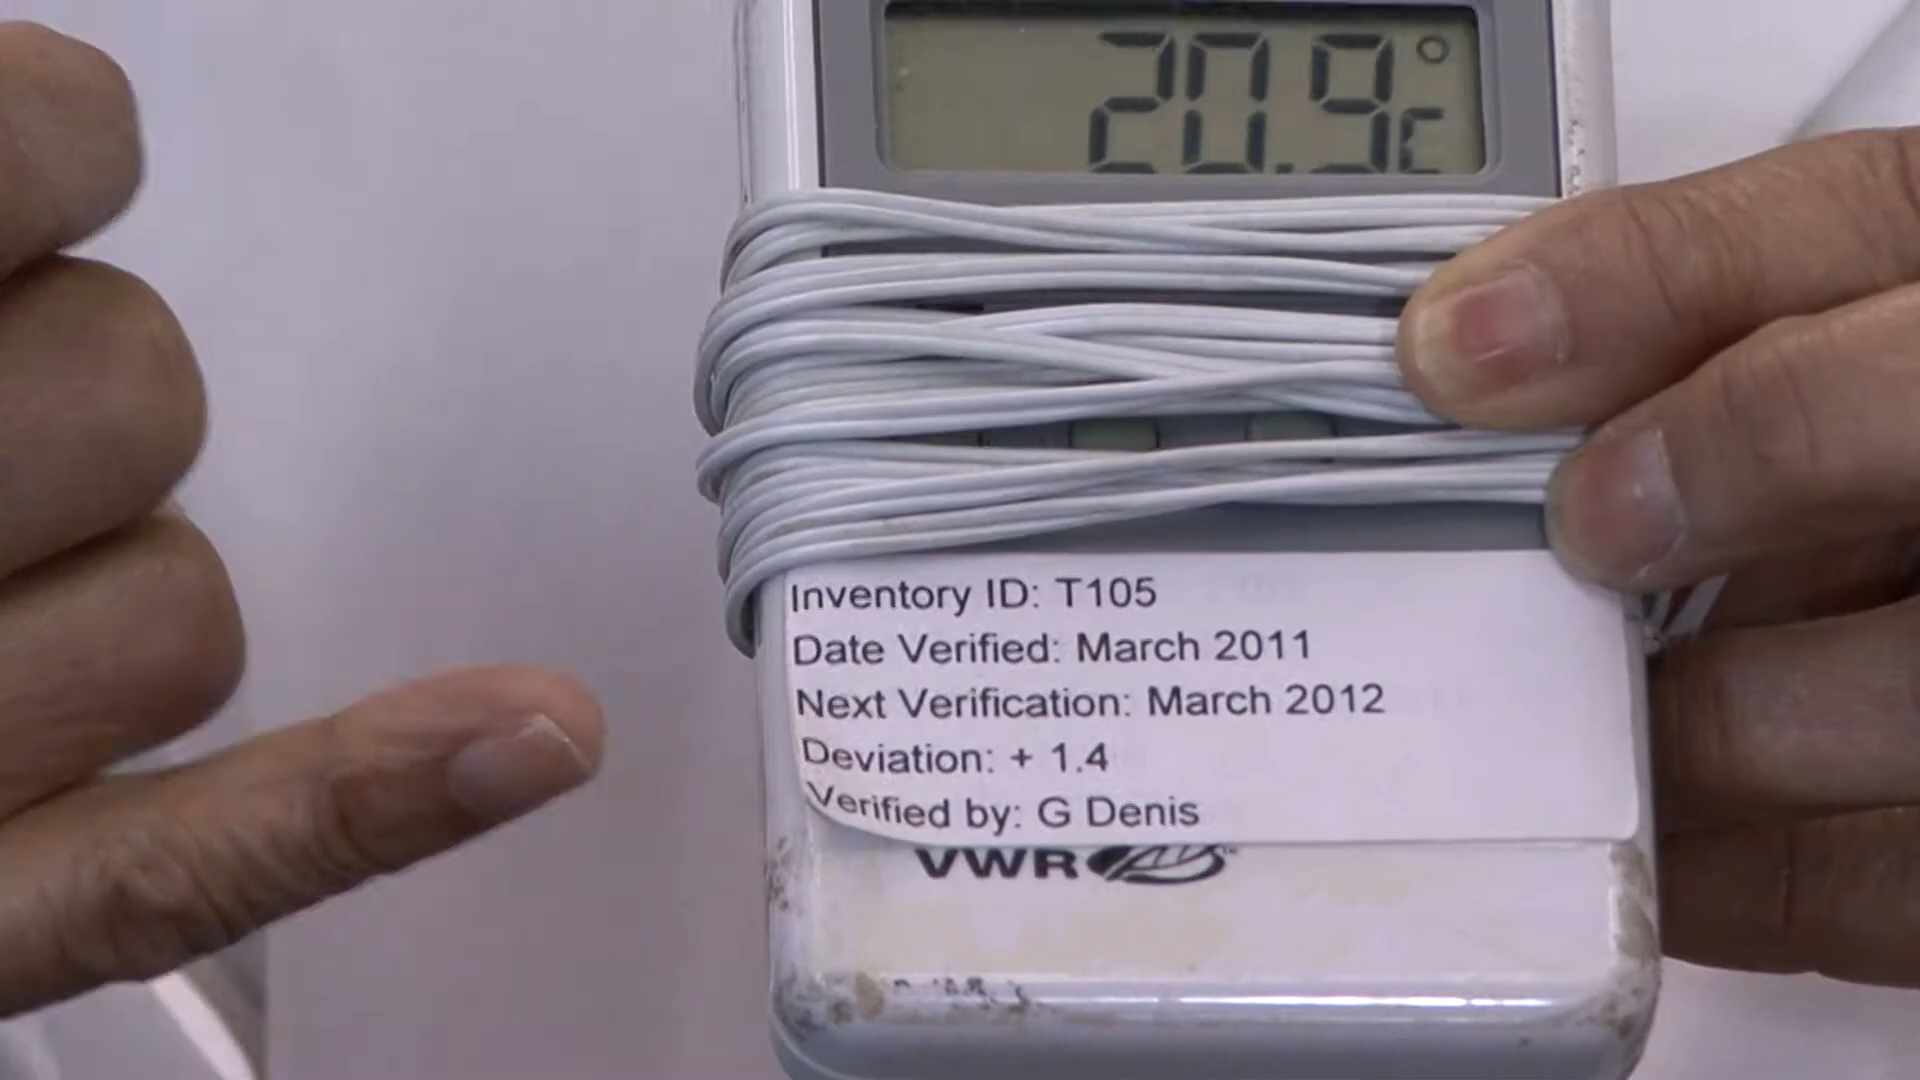 20.9°C
Inventory ID: T105
Date Verified: March 2011
Next Verification: March 2012
Deviation: + 1.4
Verified by: G Denis
VWR